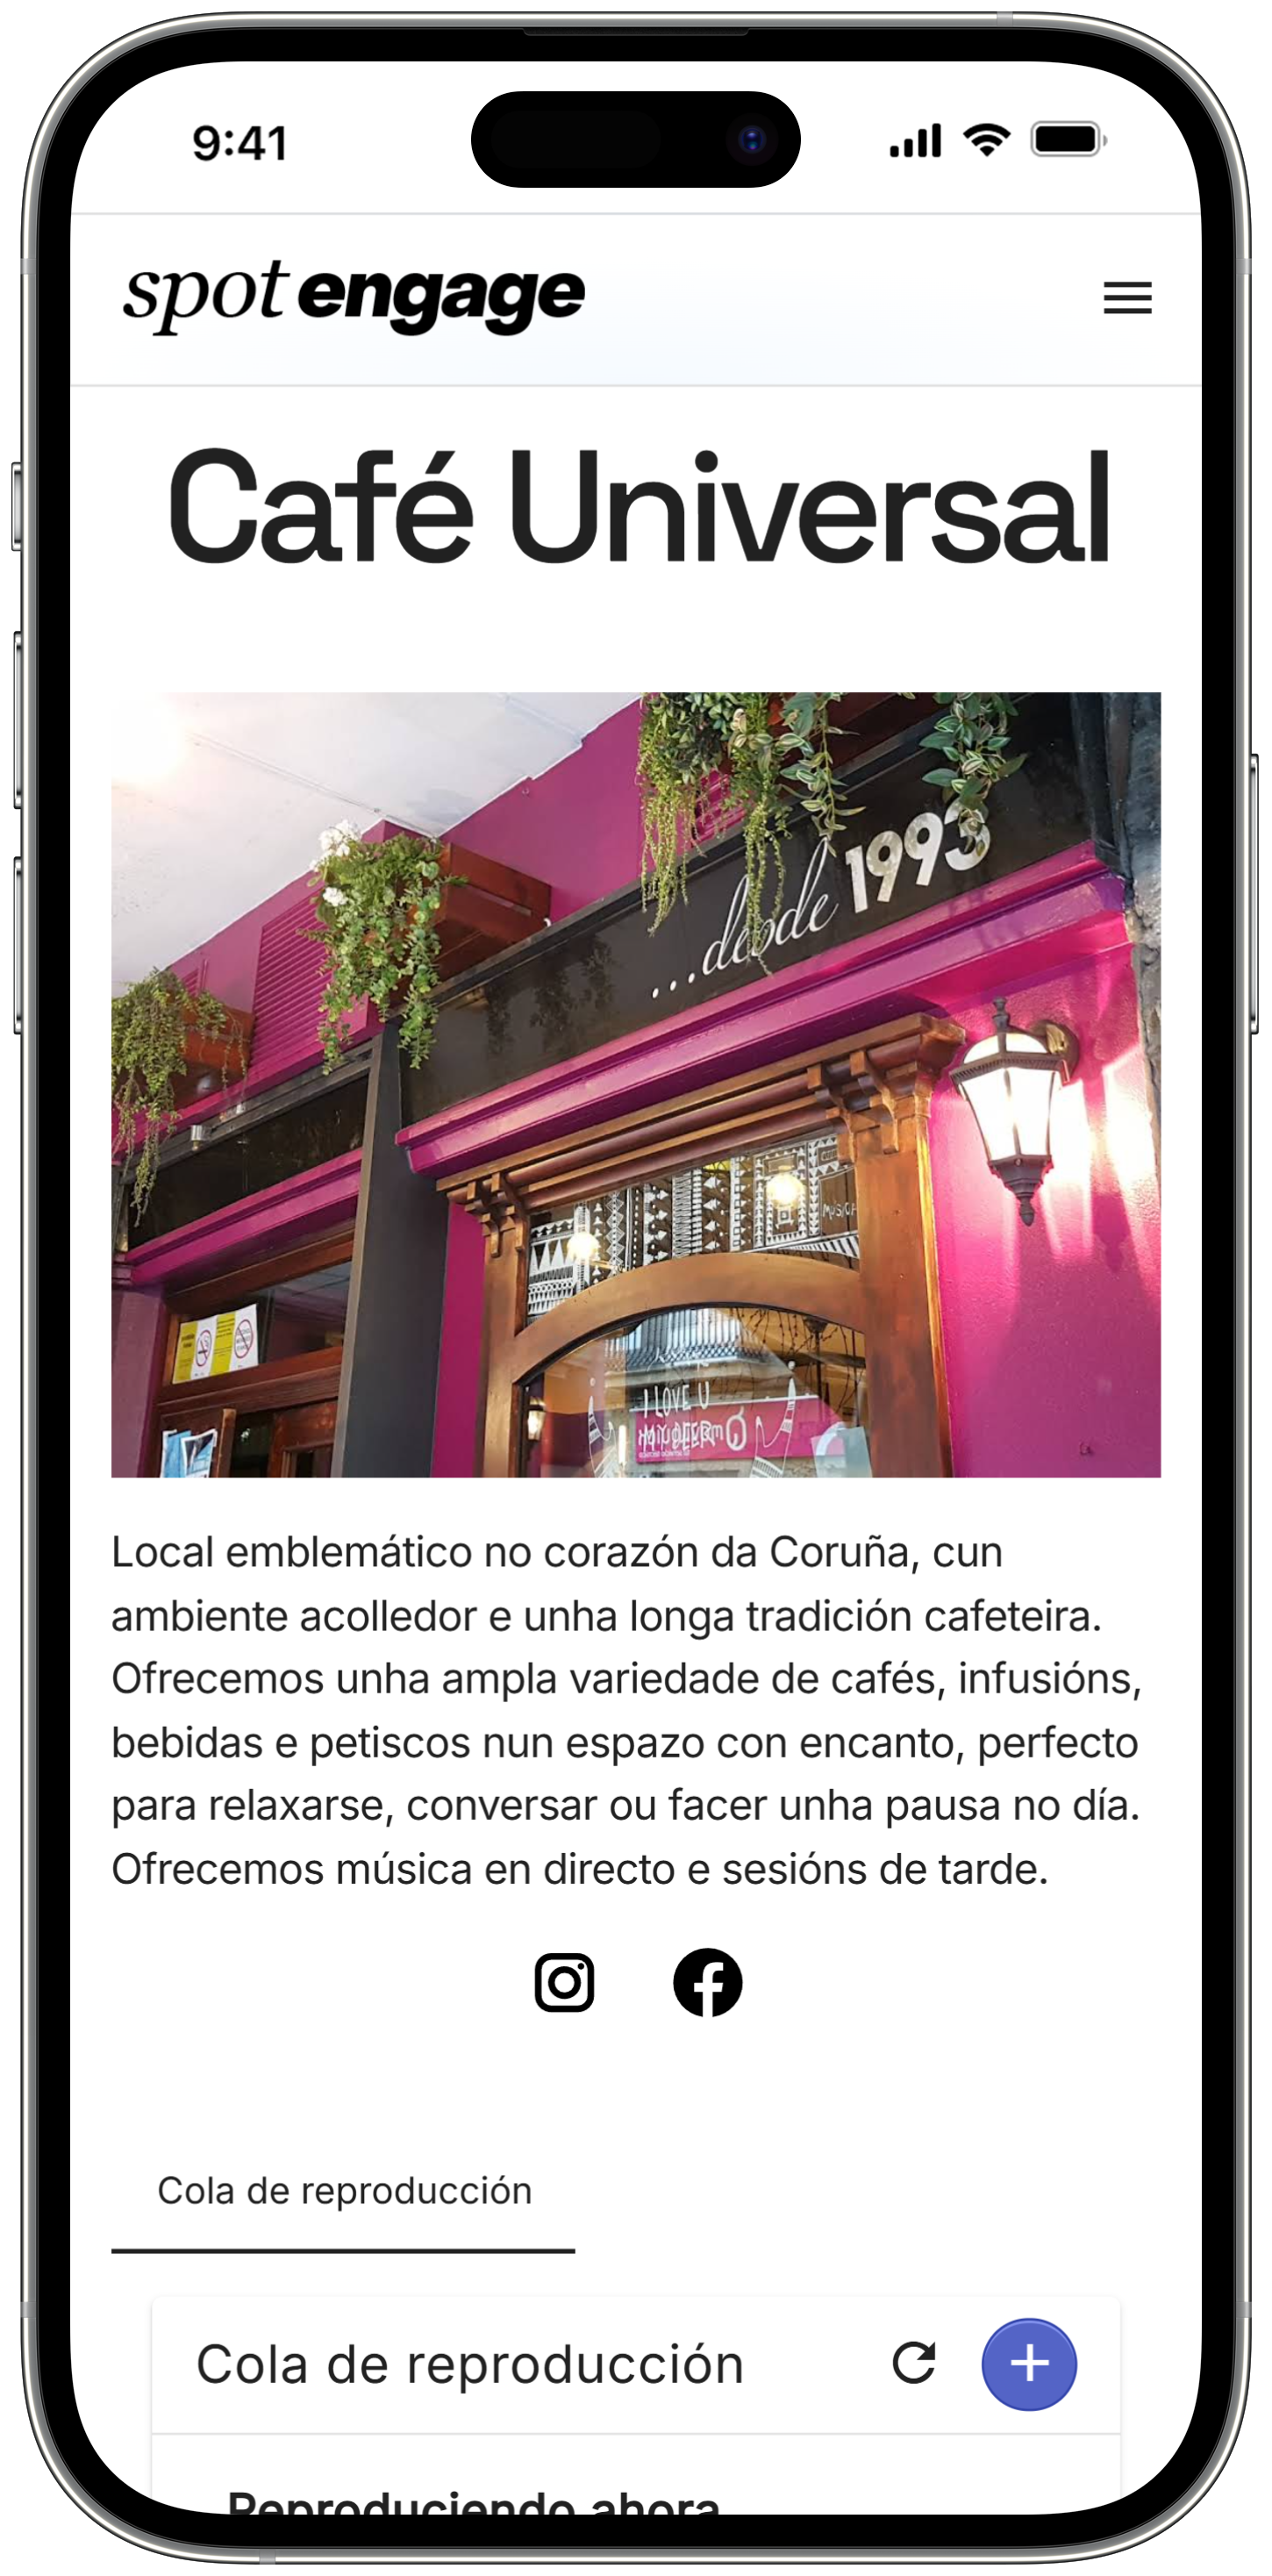 9:41
spot engage
Café Universal
...desde 1993
MUSICA
I LOVE U
Local emblemático no corazón da Coruña, cun
ambiente acolledor e unha longa tradición cafeteira.
Ofrecemos unha ampla variedade de cafés, infusións,
bebidas e petiscos nun espazo con encanto, perfecto
para relaxarse, conversar ou facer unha pausa no día.
Ofrecemos música en directo e sesións de tarde.
Cola de reproducción
Cola de reproducción
Reproduciendo ahora